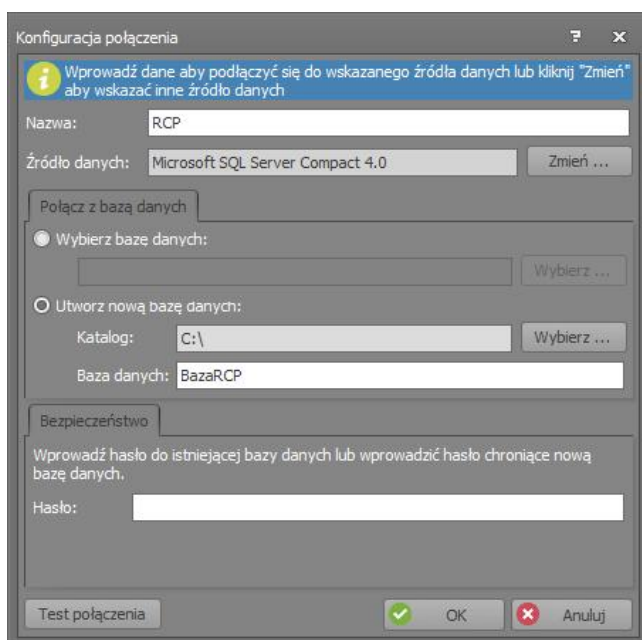 Konfiguracja połączenia
Wprowadź dane aby podłączyć się do wskazanego źródła danych lub kliknij "Zmień"
aby wskazać inne źródło danych
Nazwa: RCP
Źródło danych: Microsoft SQL Server Compact 4.0 Zmień ...
Połącz z bazą danych
Wybierz bazę danych:
Wybierz ...
Utworz nową bazę danych:
Katalog: C:\ Wybierz ...
Baza danych: BazaRCP
Bezpieczeństwo
Wprowadź hasło do istniejącej bazy danych lub wprowadzić hasło chroniące nową
bazę danych.
Hasło:
Test połączenia OK Anuluj